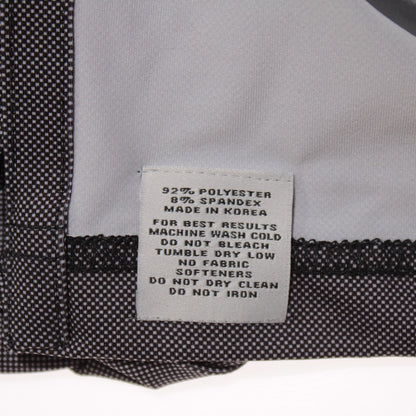 92% POLYESTER
8% SPANDEX
MADE IN KOREA
FOR BEST RESULTS
MACHINE WASH COLD
DO NOT BLEACH
TUMBLE DRY LOW
NO FABRIC
SOFTENERS
DO NOT DRY CLEAN
DO NOT IRON